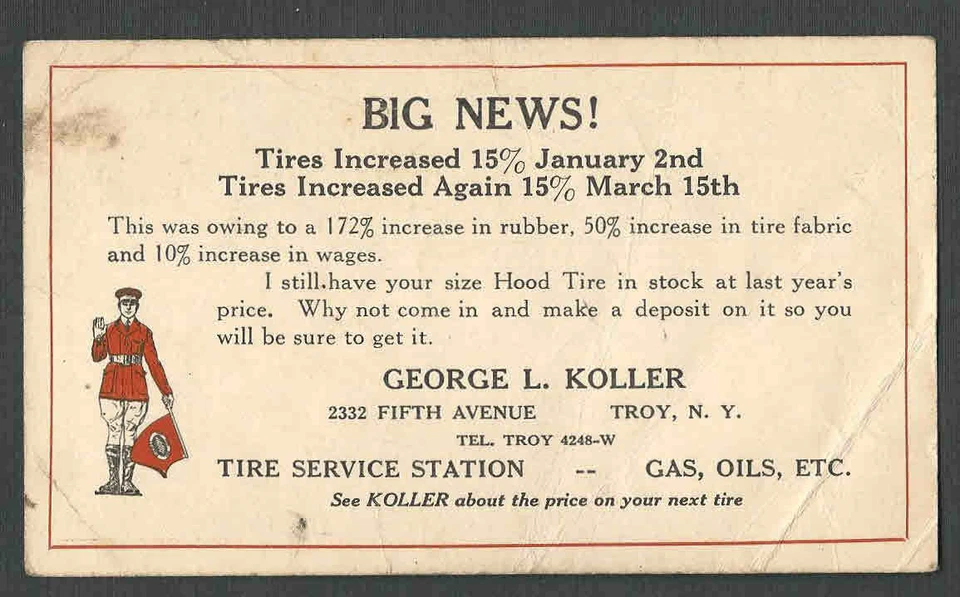 BIG NEWS!
Tires Increased 15% January 2nd
Tires Increased Again 15% March 15th
This was owing to a 172% increase in rubber, 50% increase in tire fabric
and 10% increase in wages.
I still.have your size Hood Tire in stock at last year's
price. Why not come in and make a deposit on it so you
will be sure to get it.
GEORGE L. KOLLER
2332 FIFTH AVENUE TROY, N. Y.
TEL. TROY 4248-W
TIRE SERVICE STATION -- GAS, OILS, ETC.
See KOLLER about the price on your next tire